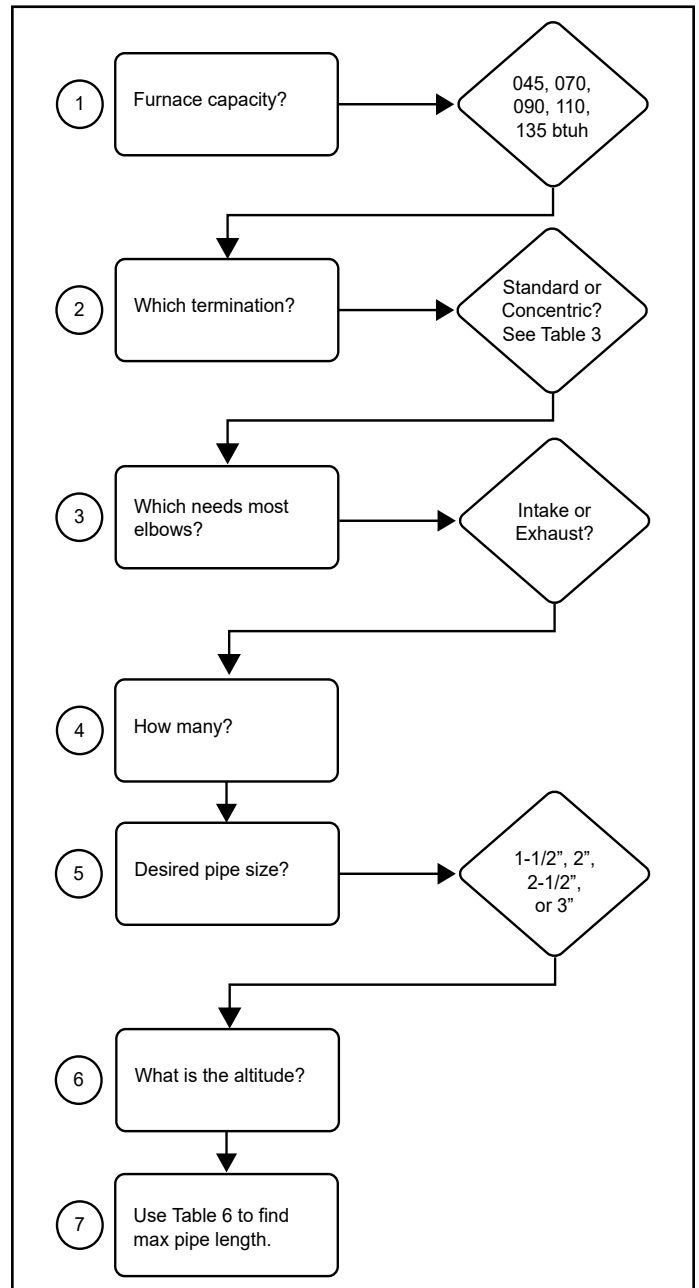 1
Furnace capacity?
045, 070,
090, 110,
135 btuh
2
Which termination?
Standard or
Concentric?
See Table 3
3
Which needs most
elbows?
Intake or
Exhaust?
4
How many?
5
Desired pipe size?
1-1/2”, 2”,
2-1/2”,
or 3”
6
What is the altitude?
7
Use Table 6 to find
max pipe length.